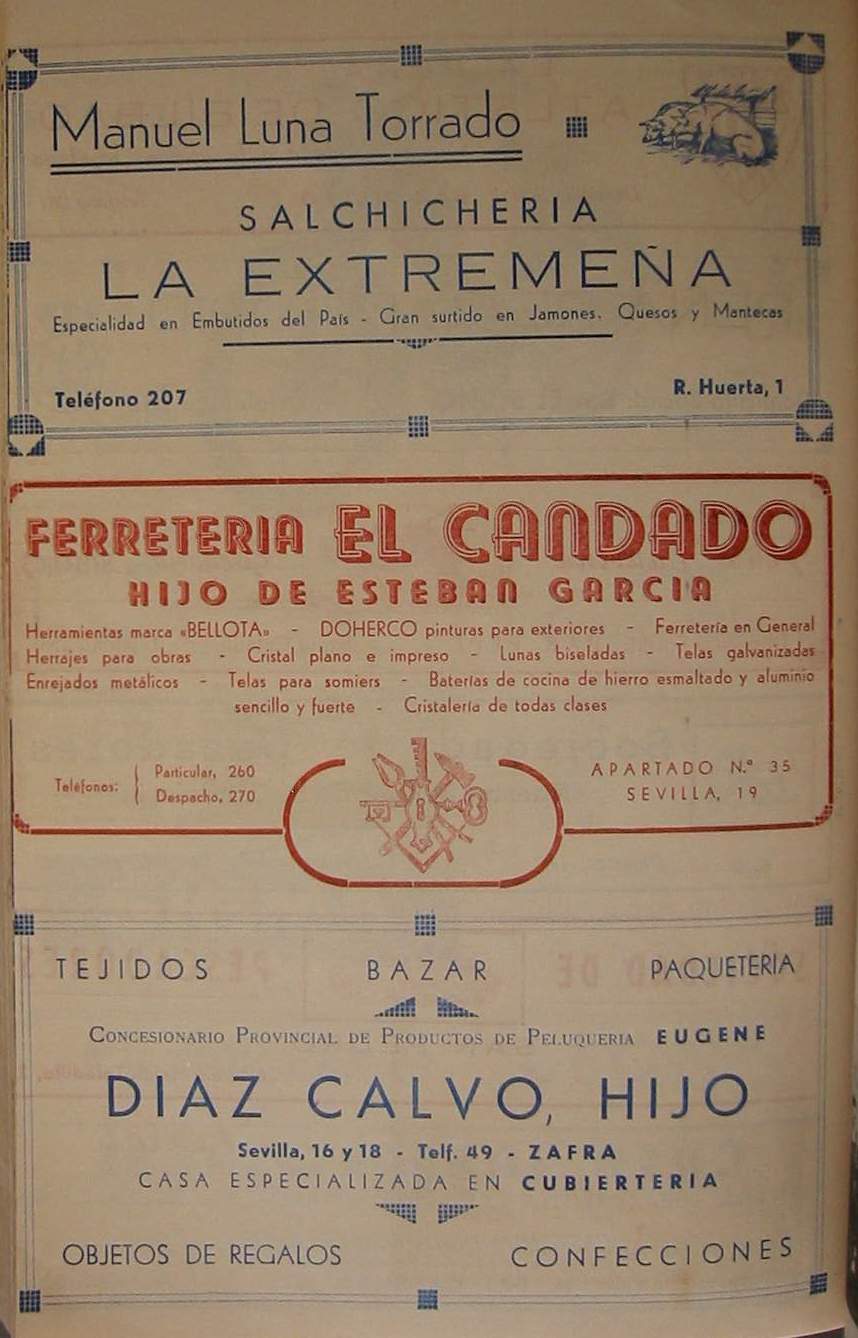 Manuel Luna Torrado
SALCHICHERIA
LA EXTREMEÑA
Especialidad en Embutidos del País - Gran surtido en Jamones. Quesos y Mantecas
Teléfono 207
R. Huerta, 1
FERRETERIA EL CANDADO
HIJO DE ESTEBAN GARCIA
Herramientas marca «BELLOTA» - DOHERCO pinturas para exteriores - Ferretería en General
Herrajes para obras - Cristal plano e impreso - Lunas biseladas - Telas galvanizadas
Enrejados metálicos - Telas para somiers - Baterías de cocina de hierro esmaltado y aluminio
sencillo y fuerte - Cristalería de todas clases
Teléfonos:
Particular, 260
Despacho, 270
APARTADO N.º 35
SEVILLA, 19
TEJIDOS BAZAR PAQUETERIA
CONCESIONARIO PROVINCIAL DE PRODUCTOS DE PELUQUERIA EUGENE
DIAZ CALVO, HIJO
Sevilla, 16 y 18 - Telf. 49 - ZAFRA
CASA ESPECIALIZADA EN CUBIERTERIA
OBJETOS DE REGALOS CONFECCIONES